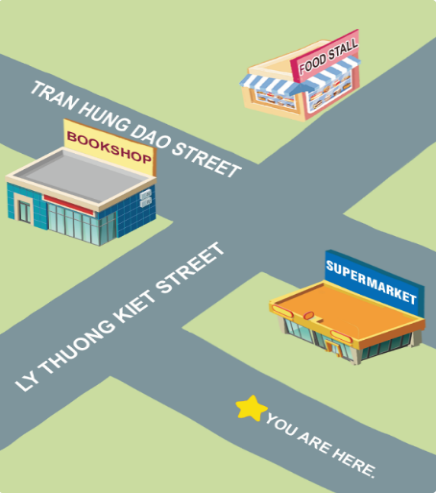 FOOD STALL
TRAN HUNG DAO STREET
BOOKSHOP
SUPERMARKET
LY THUONG KIET STREET
YOU ARE HERE.